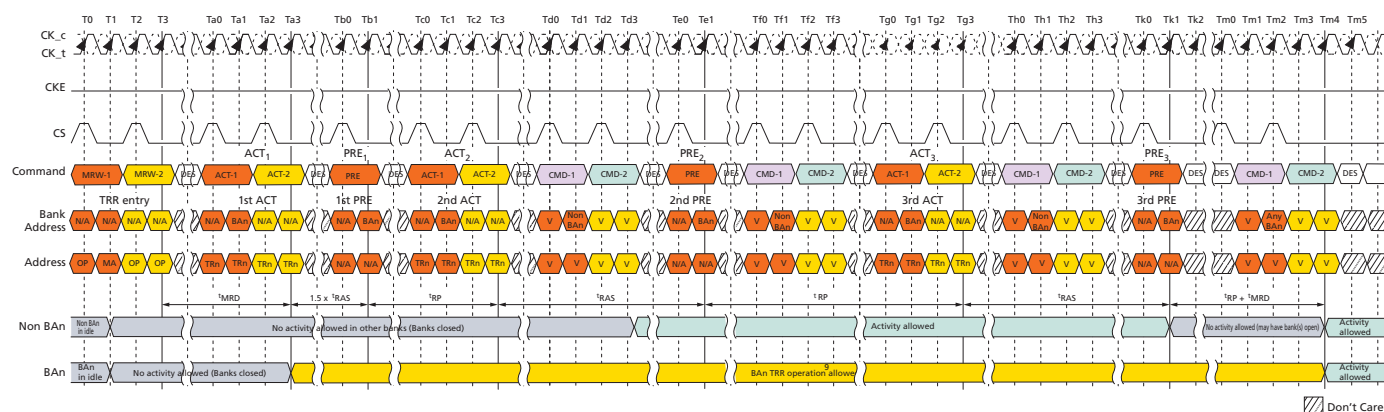 T0 T1 T2 T3 Ta0 Ta1 Ta2 Ta3 Tb0 Tb1 Tc0 Tc1 Tc2 Tc3 Td0 Td1 Td2 Td3 Te0 Te1 Tf0 Tf1 Tf2 Tf3 Tg0 Tg1 Tg2 Tg3 Th0 Th1 Th2 Th3 Tk0 Tk1 Tk2 Tm0 Tm1 Tm2 Tm3 Tm4 Tm5
CK_c
CK_t
CKE
CS
ACT1 PRE1 ACT2. PRE2 ACT3. PRE3
Command MRW-1 MRW-2 DES ACT-1 ACT-2 DES PRE DES ACT-1 ACT-2 DES CMD-1 CMD-2 DES PRE DES CMD-1 CMD-2 DES ACT-1 ACT-2 DES CMD-1 CMD-2 DES PRE DES DES CMD-1 CMD-2 DES
TRR entry 1st ACT 1st PRE 2nd ACT 2nd PRE 3rd ACT 3rd PRE
Bank Address N/A N/A N/A N/A N/A BAn N/A N/A N/A BAn N/A BAn N/A N/A V Non BAn V V N/A BAn V Non BAn V V N/A BAn N/A N/A V Non BAn V V N/A BAn V Any BAn V V
Address OP MA OP OP TRn TRn TRn TRn N/A N/A TRn TRn TRn TRn V V V V N/A N/A V V V V TRn TRn TRn TRn V V V V N/A N/A V V V V
tMRD 1.5 x tRAS tRP tRAS tRP tRAS tRP + tMRD
Non BAn Non BAn in idle No activity allowed in other banks (Banks closed) Activity allowed No activity allowed (may have bank(s) open) Activity allowed
BAn BAn in idle No activity allowed (Banks closed) BAn TRR operation allowe 9 Activity allowed
Don't Care